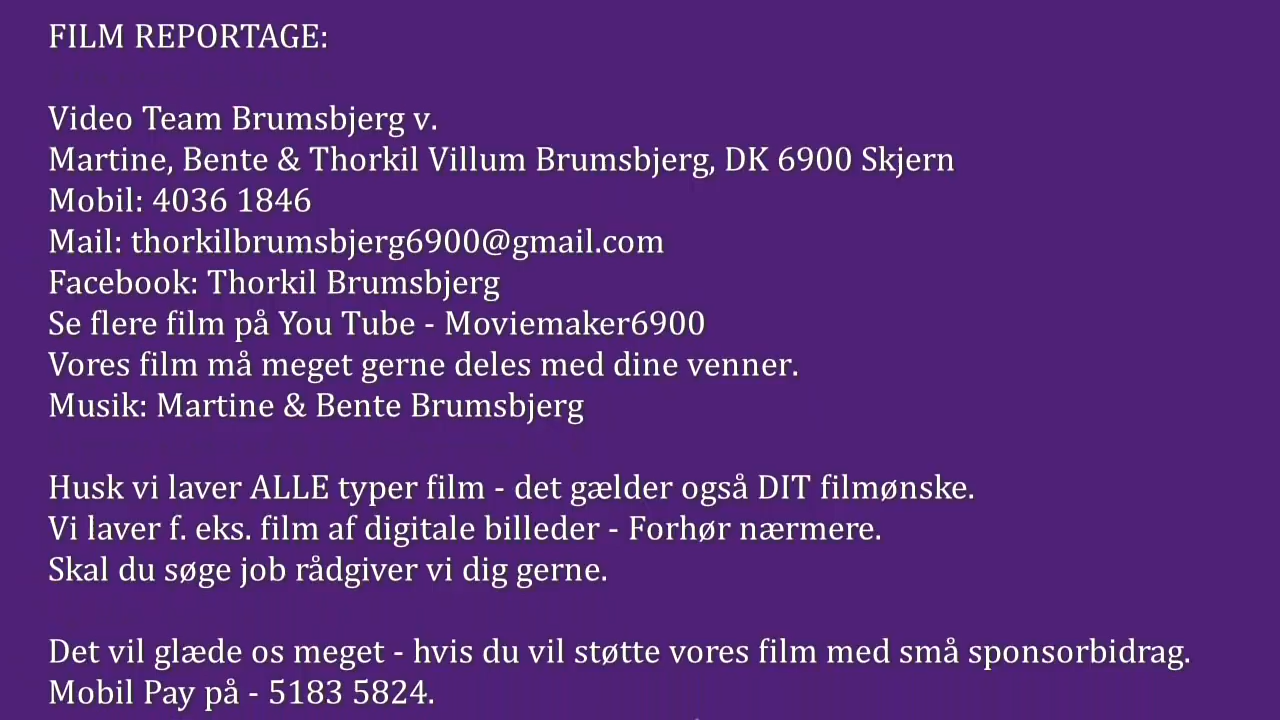 FILM REPORTAGE:
Video Team Brumsbjerg v.
Martine, Bente & Thorkil Villum Brumsbjerg, DK 6900 Skjern
Mobil: 4036 1846
Mail: thorkilbrumsbjerg6900@gmail.com
Facebook: Thorkil Brumsbjerg
Se flere film på You Tube - Moviemaker6900
Vores film må meget gerne deles med dine venner.
Musik: Martine & Bente Brumsbjerg
Husk vi laver ALLE typer film - det gælder også DIT filmønske.
Vi laver f. eks. film af digitale billeder - Forhør nærmere.
Skal du søge job rådgiver vi dig gerne.
Det vil glæde os meget - hvis du vil støtte vores film med små sponsorbidrag.
Mobil Pay på - 5183 5824.